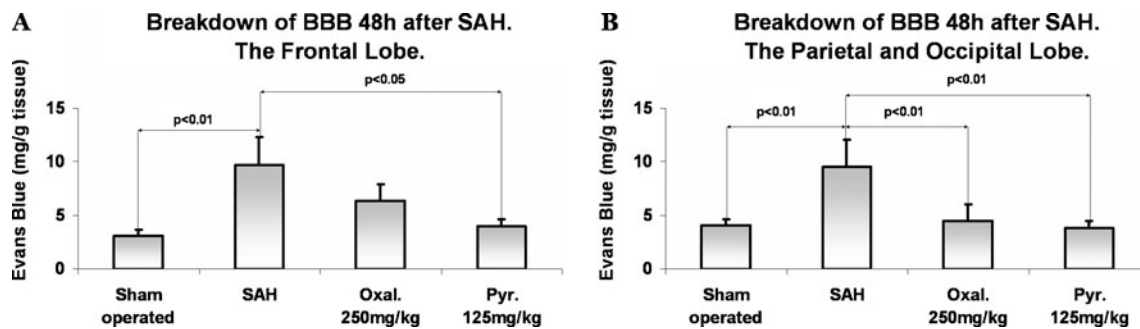 A
Breakdown of BBB 48h after SAH.
The Frontal Lobe.
p<0.05
p<0.01
Evans Blue (mg/g tissue)
15
10
5
0
Sham
operated
SAH
Oxal.
250mg/kg
Pyr.
125mg/kg
B
Breakdown of BBB 48h after SAH.
The Parietal and Occipital Lobe.
p<0.01
p<0.01
p<0.01
Evans Blue (mg/g tissue)
15
10
5
0
Sham
operated
SAH
Oxal.
250mg/kg
Pyr.
125mg/kg